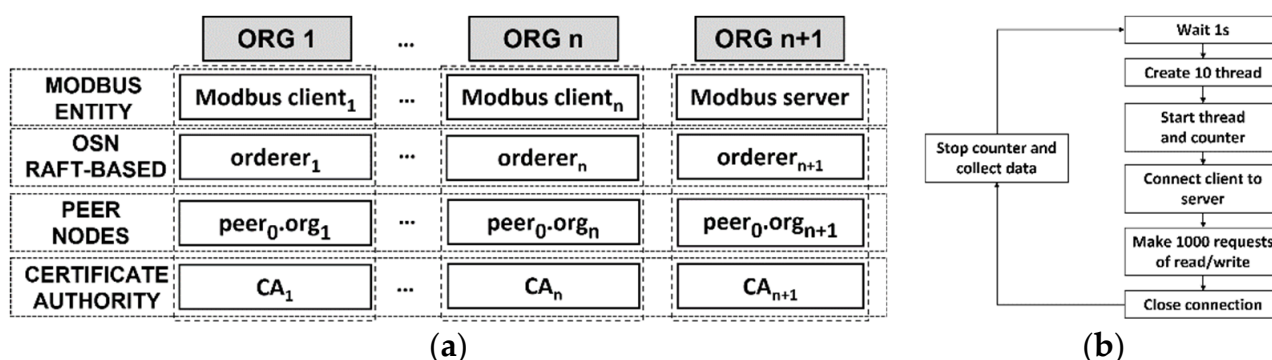 ORG 1 ... ORG n ORG n+1
MODBUS
ENTITY
Modbus client1 ... Modbus clientn Modbus server
OSN
RAFT-BASED
orderer1 ... orderern orderern+1
PEER
NODES
peer0.org1 ... peer0.orgn peer0.orgn+1
CERTIFICATE
AUTHORITY
CA1 ... CAn CAn+1
(a)
Wait 1s
Create 10 thread
Start thread
and counter
Connect client to
server
Make 1000 requests
of read/write
Close connection
Stop counter and
collect data
(b)